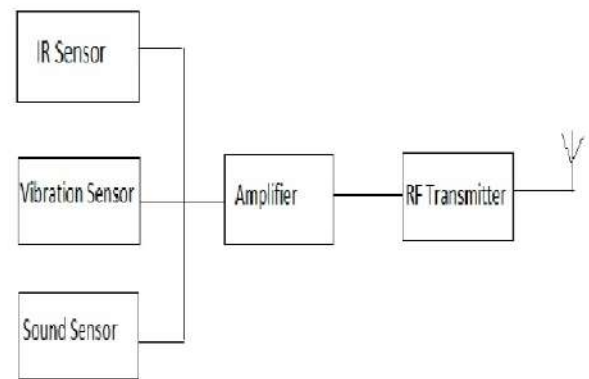 IR Sensor
Vibration Sensor
Amplifier
RF Transmitter
Sound Sensor